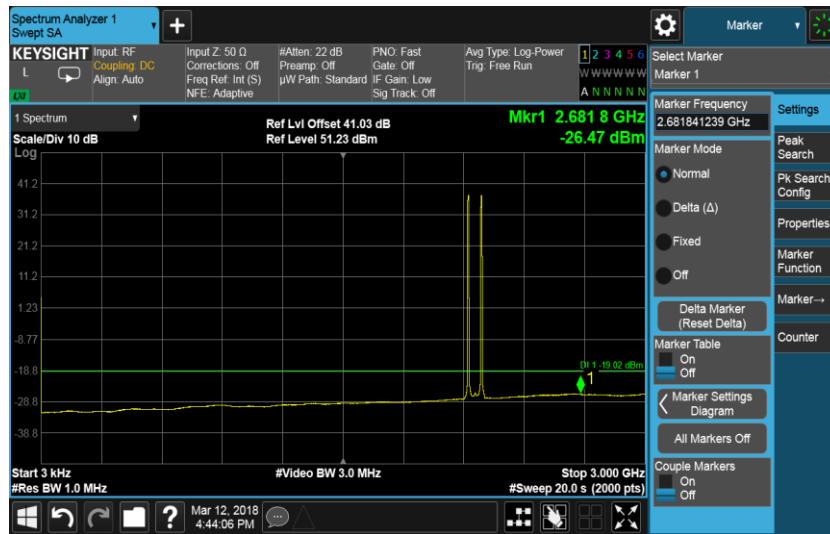 Spectrum Analyzer 1
Swept SA
+
Marker
KEYSIGHT
L
LXI
Input: RF
Coupling: DC
Align: Auto
Input Z: 50 Ω
Corrections: Off
Freq Ref: Int (S)
NFE: Adaptive
#Atten: 22 dB
Preamp: Off
µW Path: Standard
PNO: Fast
Gate: Off
IF Gain: Low
Sig Track: Off
Avg Type: Log-Power
Trig: Free Run
1 2 3 4 5 6
W W W W W W
A N N N N N
Select Marker
Marker 1
1 Spectrum
Scale/Div 10 dB
Log
Ref Lvl Offset 41.03 dB
Ref Level 51.23 dBm
Mkr1 2.681 8 GHz
-26.47 dBm
41.2
31.2
21.2
11.2
1.23
-8.77
-18.8
-28.8
-38.8
DI 1 -19.02 dBm
1
Start 3 kHz
#Res BW 1.0 MHz
#Video BW 3.0 MHz
Stop 3.000 GHz
#Sweep 20.0 s (2000 pts)
Marker Frequency
2.681841239 GHz
Marker Mode
Normal
Delta (Δ)
Fixed
Off
Delta Marker
(Reset Delta)
Marker Table
On
Off
Marker Settings
Diagram
All Markers Off
Couple Markers
On
Off
Settings
Peak
Search
Pk Search
Config
Properties
Marker
Function
Marker→
Counter
?
Mar 12, 2018
4:44:06 PM